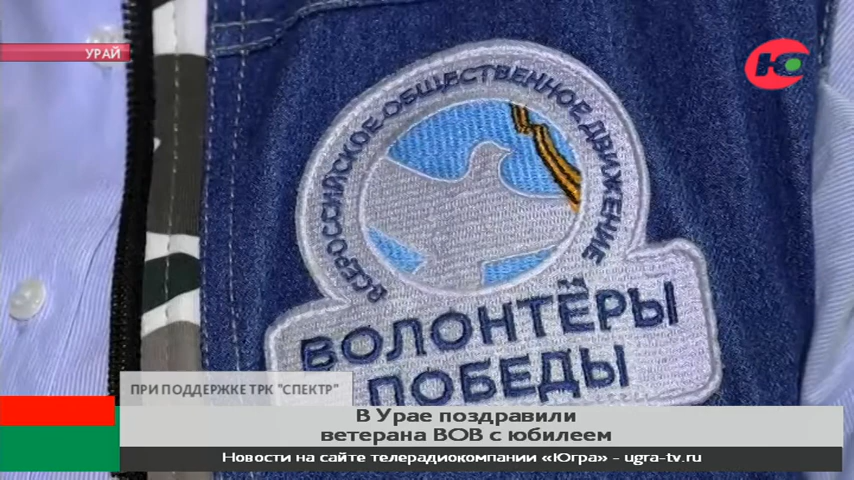 УРАЙ
Ю
ВСЕРОССИЙСКОЕ ОБЩЕСТВЕННОЕ ДВИЖЕНИЕ
ВОЛОНТЁРЫ
ПОБЕДЫ
ПРИ ПОДДЕРЖКЕ ТРК "СПЕКТР"
В Урае поздравили
ветерана ВОВ с юбилеем
Новости на сайте телерадиокомпании «Югра» - ugra-tv.ru